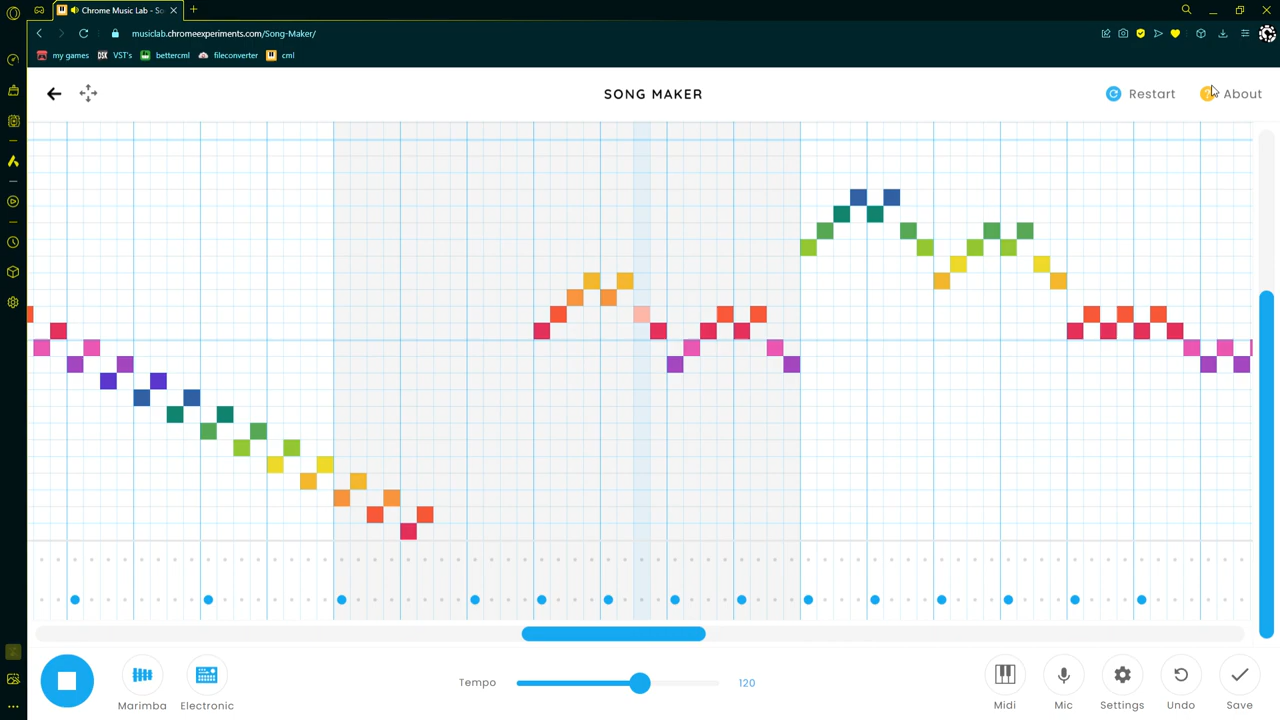 Chrome Music Lab - So
musiclab.chromeexperiments.com/Song-Maker/
my games
VST's
bettercml
fileconverter
cml
SONG MAKER
Restart
About
Marimba
Electronic
Tempo
120
Midi
Mic
Settings
Undo
Save